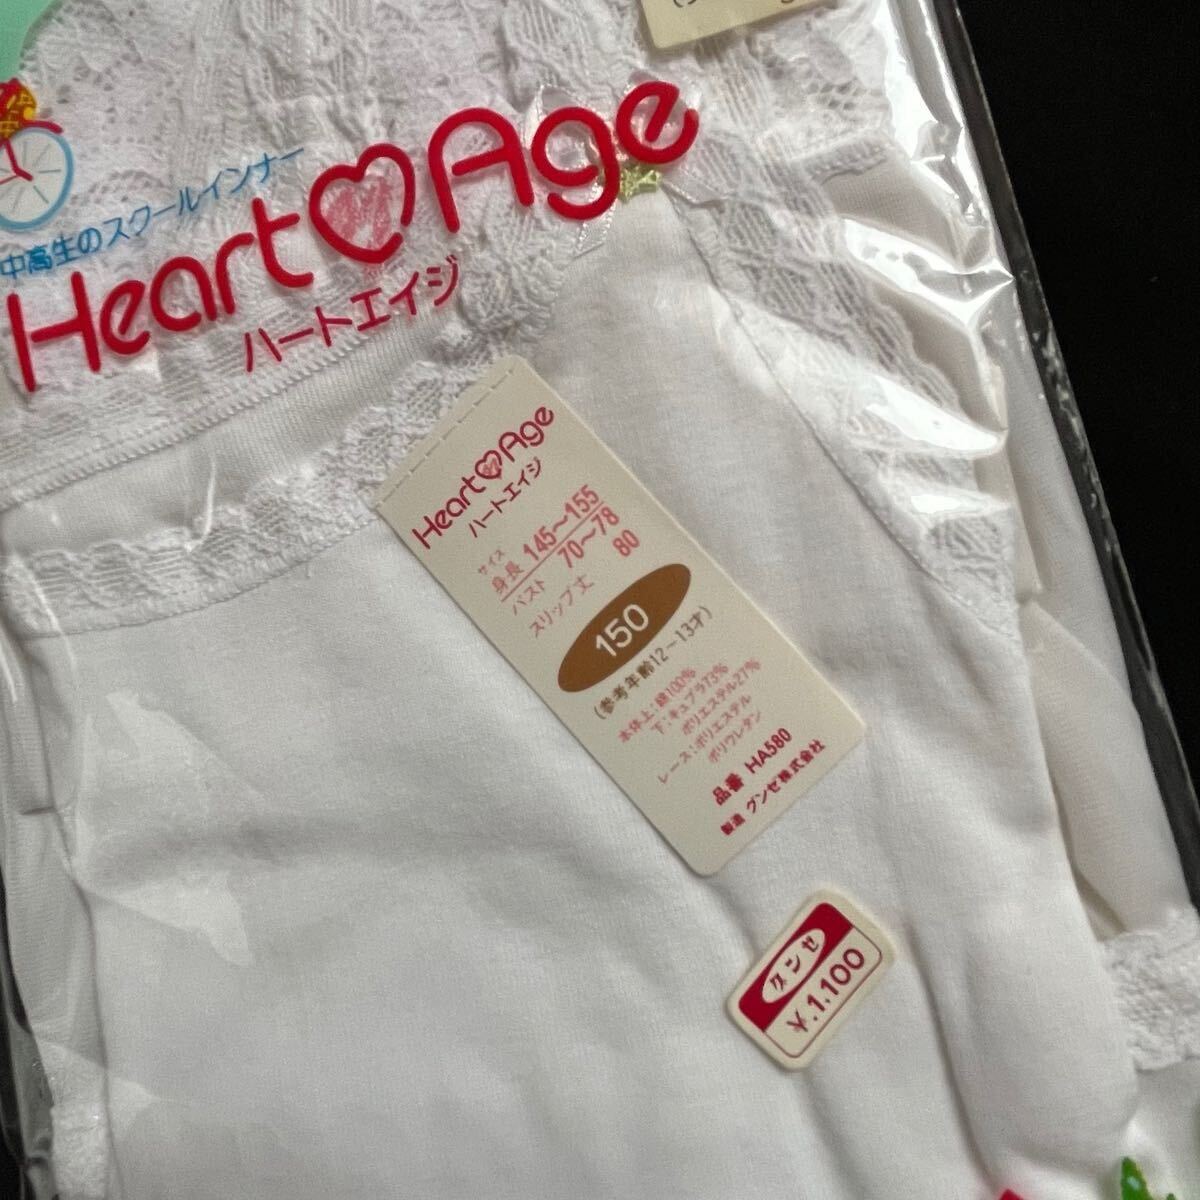 中高生のスクールインナー
Heart Age
ハートエイジ
Heart Age
ハートエイジ
サイズ
身長 145〜155
バスト 70〜78
スリップ丈 80
150
(参考年齢12〜13才)
本体上:綿100%
下:キュプラ73%
ポリエステル27%
レース:ポリエステル
ポリウレタン
品番 HA580
製造 グンゼ株式会社
グンゼ
¥.1.100